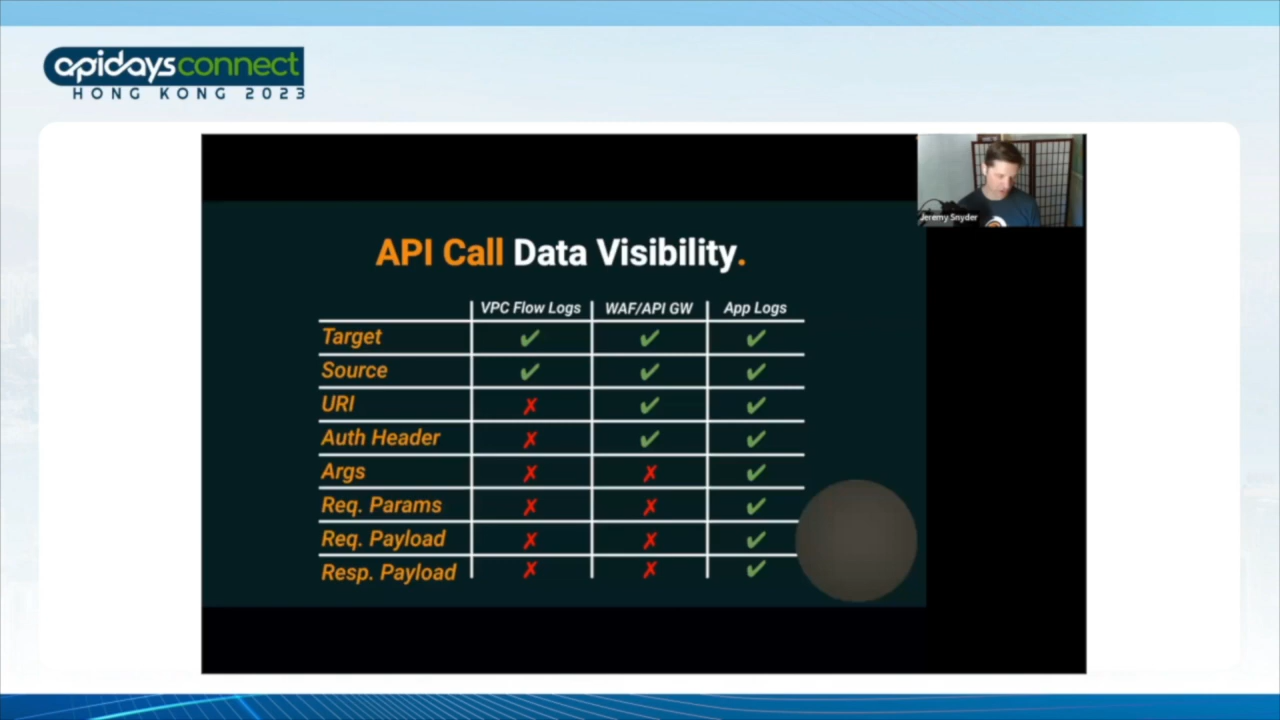 apidays connect
HONG KONG 2023
Jeremy Snyder
API Call Data Visibility.
VPC Flow Logs WAF/API GW App Logs
Target ✔ ✔ ✔
Source ✔ ✔ ✔
URI ✗ ✔ ✔
Auth Header ✗ ✔ ✔
Args ✗ ✗ ✔
Req. Params ✗ ✗ ✔
Req. Payload ✗ ✗ ✔
Resp. Payload ✗ ✗ ✔